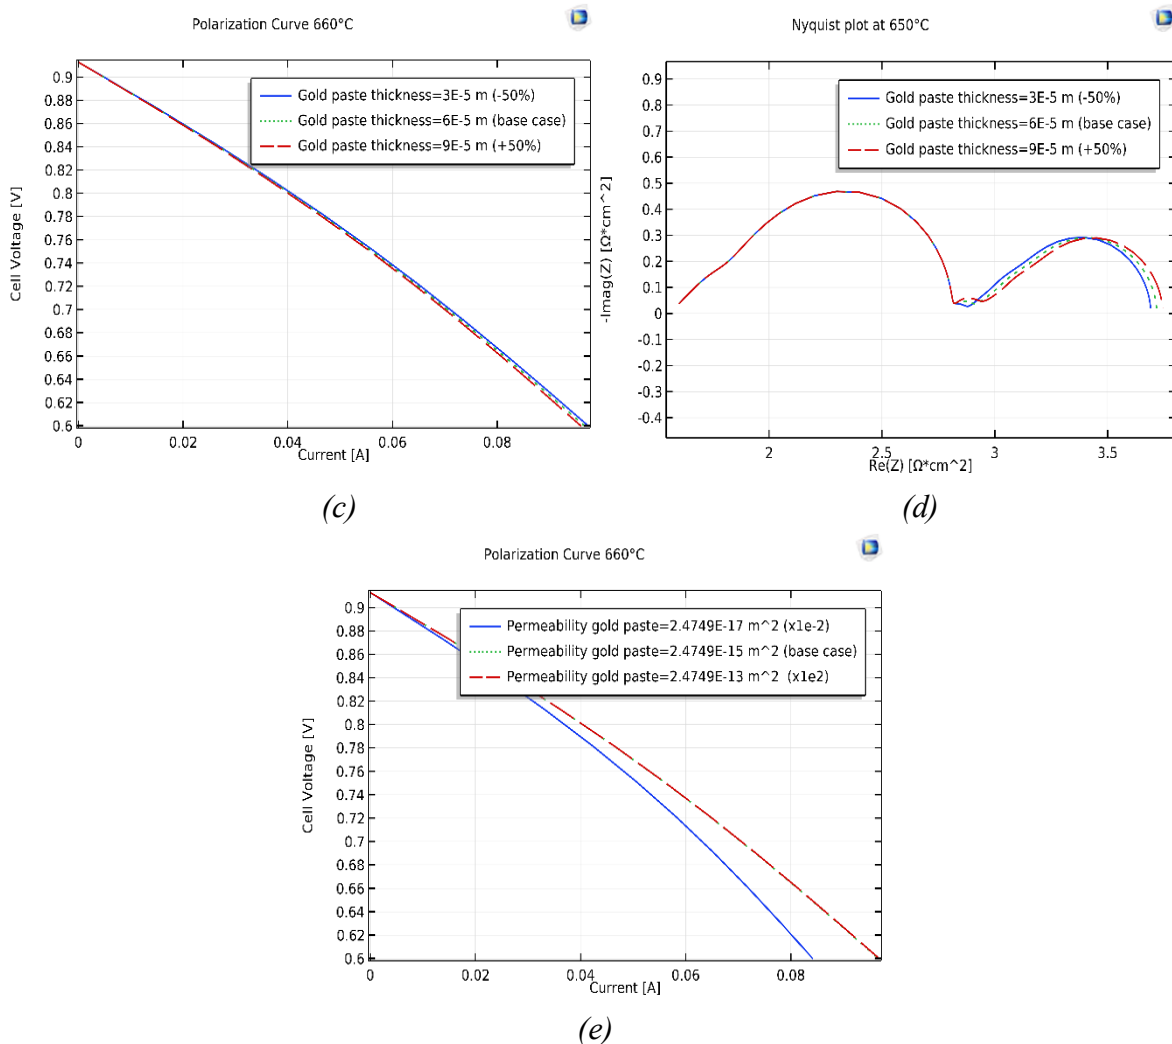 Polarization Curve 660°C
Cell Voltage [V]
0.9
0.88
0.86
0.84
0.82
0.8
0.78
0.76
0.74
0.72
0.7
0.68
0.66
0.64
0.62
0.6
Gold paste thickness=3E-5 m (-50%)
Gold paste thickness=6E-5 m (base case)
Gold paste thickness=9E-5 m (+50%)
0
0.02
0.04
0.06
0.08
Current [A]
(c)
Nyquist plot at 650°C
-Imag(Z) [Ω*cm^2]
0.9
0.8
0.7
0.6
0.5
0.4
0.3
0.2
0.1
0
-0.1
-0.2
-0.3
-0.4
Gold paste thickness=3E-5 m (-50%)
Gold paste thickness=6E-5 m (base case)
Gold paste thickness=9E-5 m (+50%)
2
2.5
3
3.5
Re(Z) [Ω*cm^2]
(d)
Polarization Curve 660°C
Cell Voltage [V]
0.9
0.88
0.86
0.84
0.82
0.8
0.78
0.76
0.74
0.72
0.7
0.68
0.66
0.64
0.62
0.6
Permeability gold paste=2.4749E-17 m^2 (x1e-2)
Permeability gold paste=2.4749E-15 m^2 (base case)
Permeability gold paste=2.4749E-13 m^2 (x1e2)
0
0.02
0.04
0.06
0.08
Current [A]
(e)